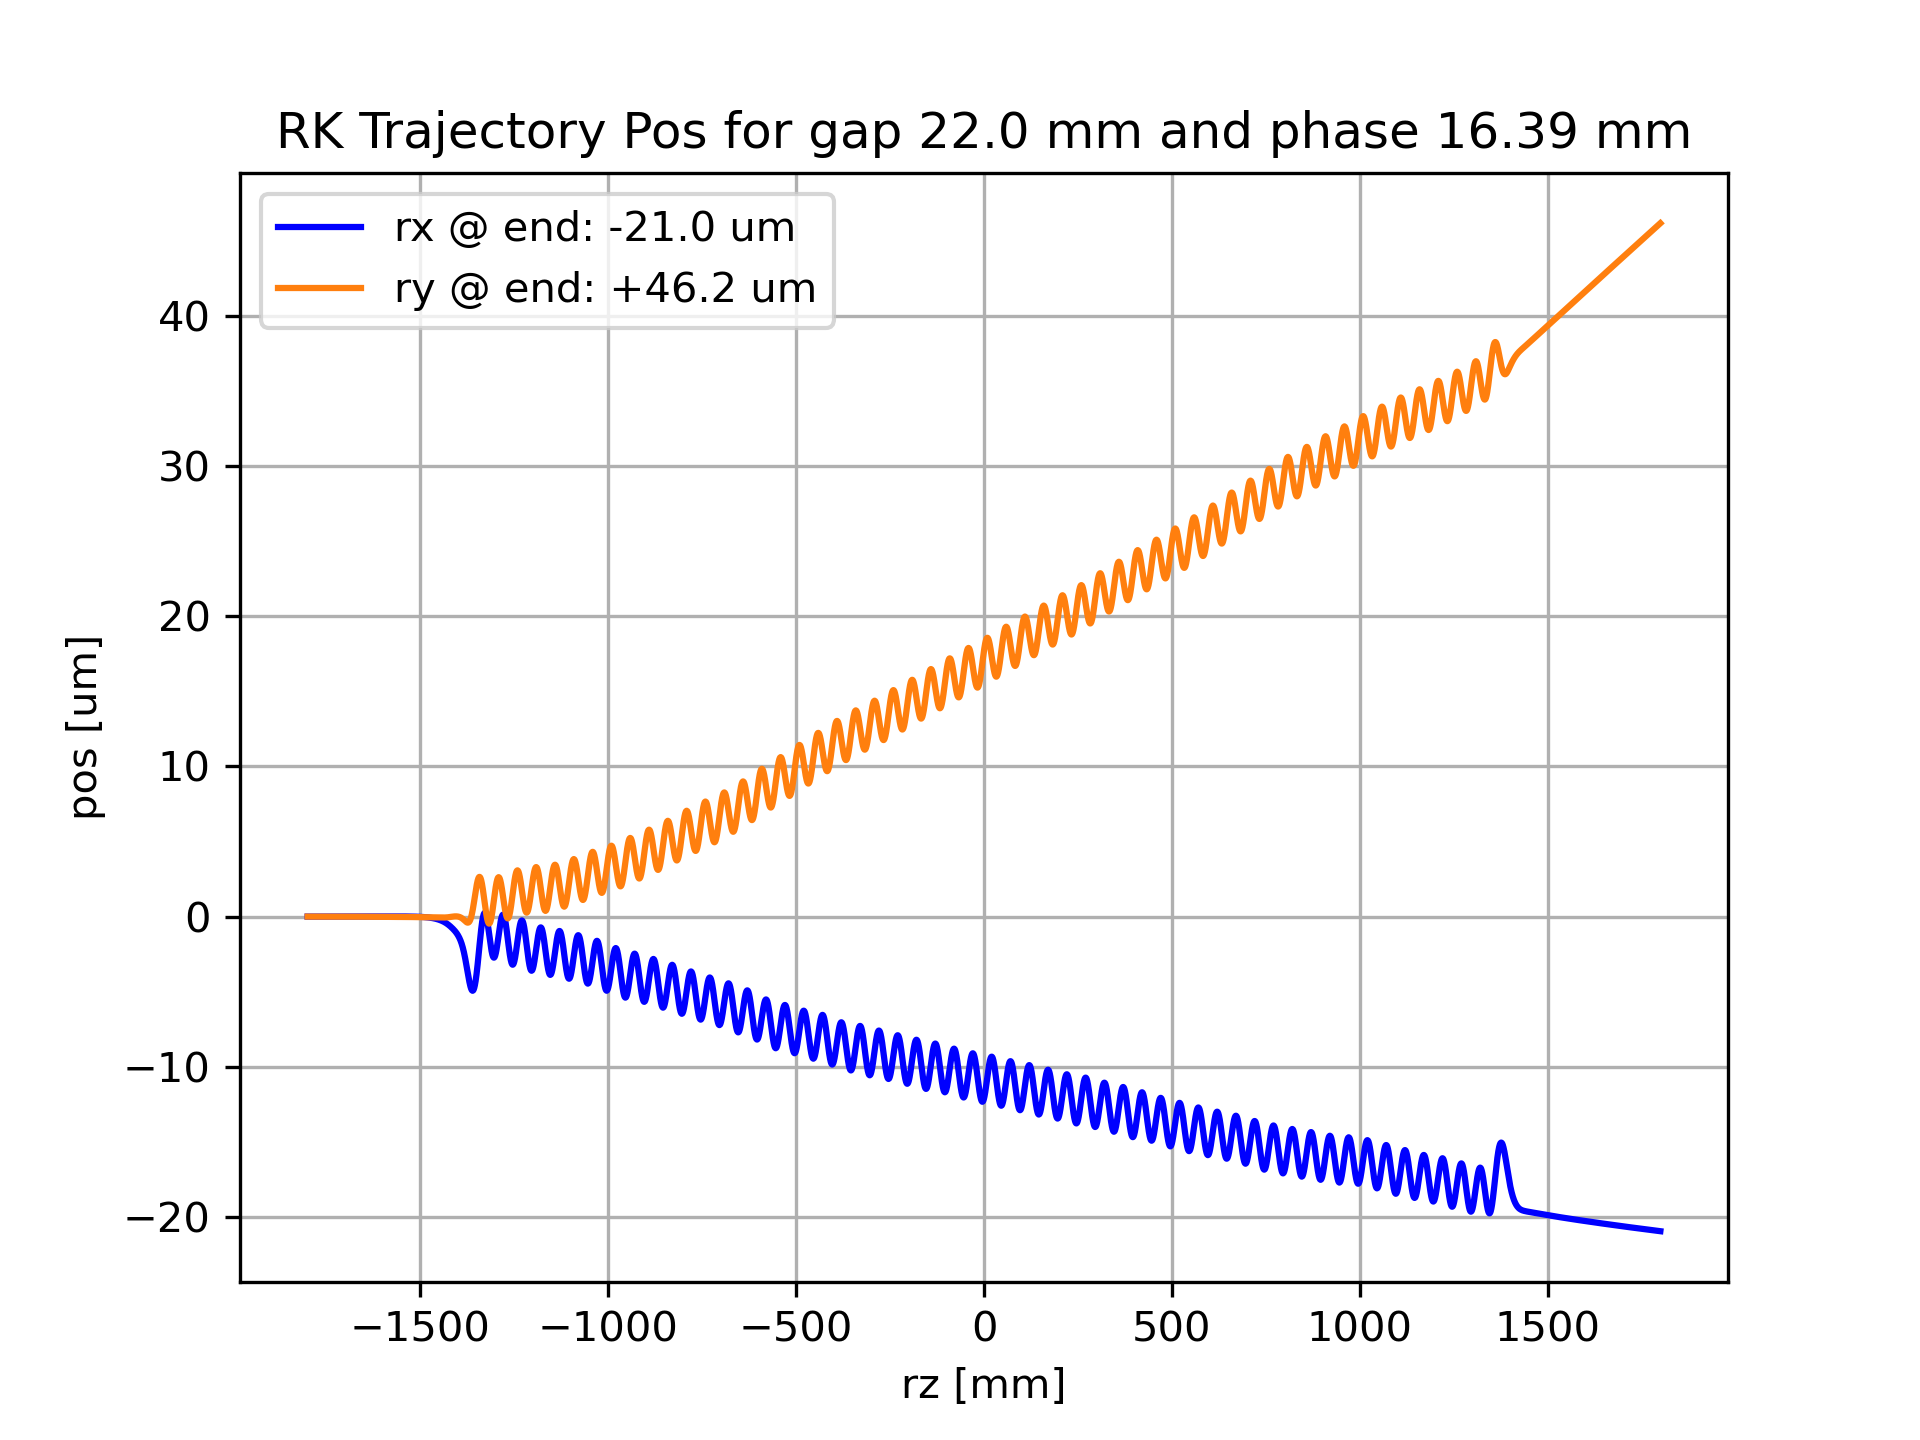 RK Trajectory Pos for gap 22.0 mm and phase 16.39 mm
rx @ end: -21.0 um
ry @ end: +46.2 um
40
30
20
10
0
−10
−20
pos [um]
−1500 −1000 −500 0 500 1000 1500
rz [mm]